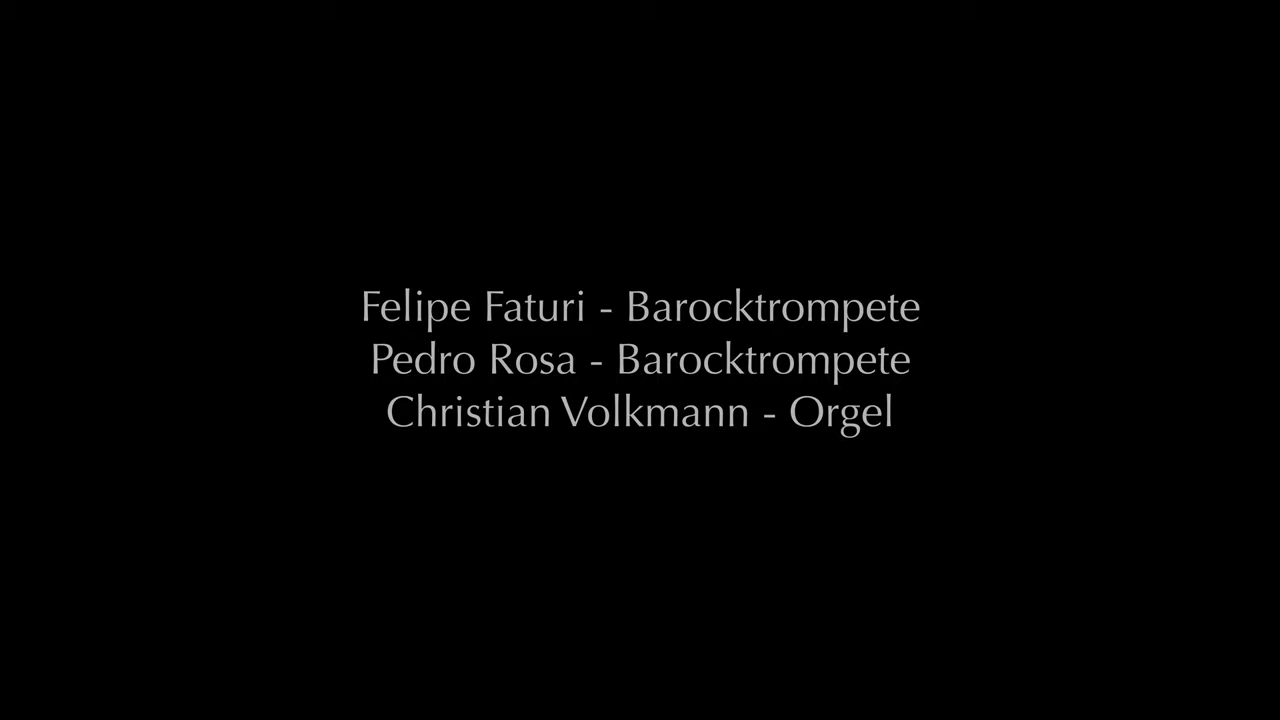 Felipe Faturi - Barocktrompete
Pedro Rosa - Barocktrompete
Christian Volkmann - Orgel